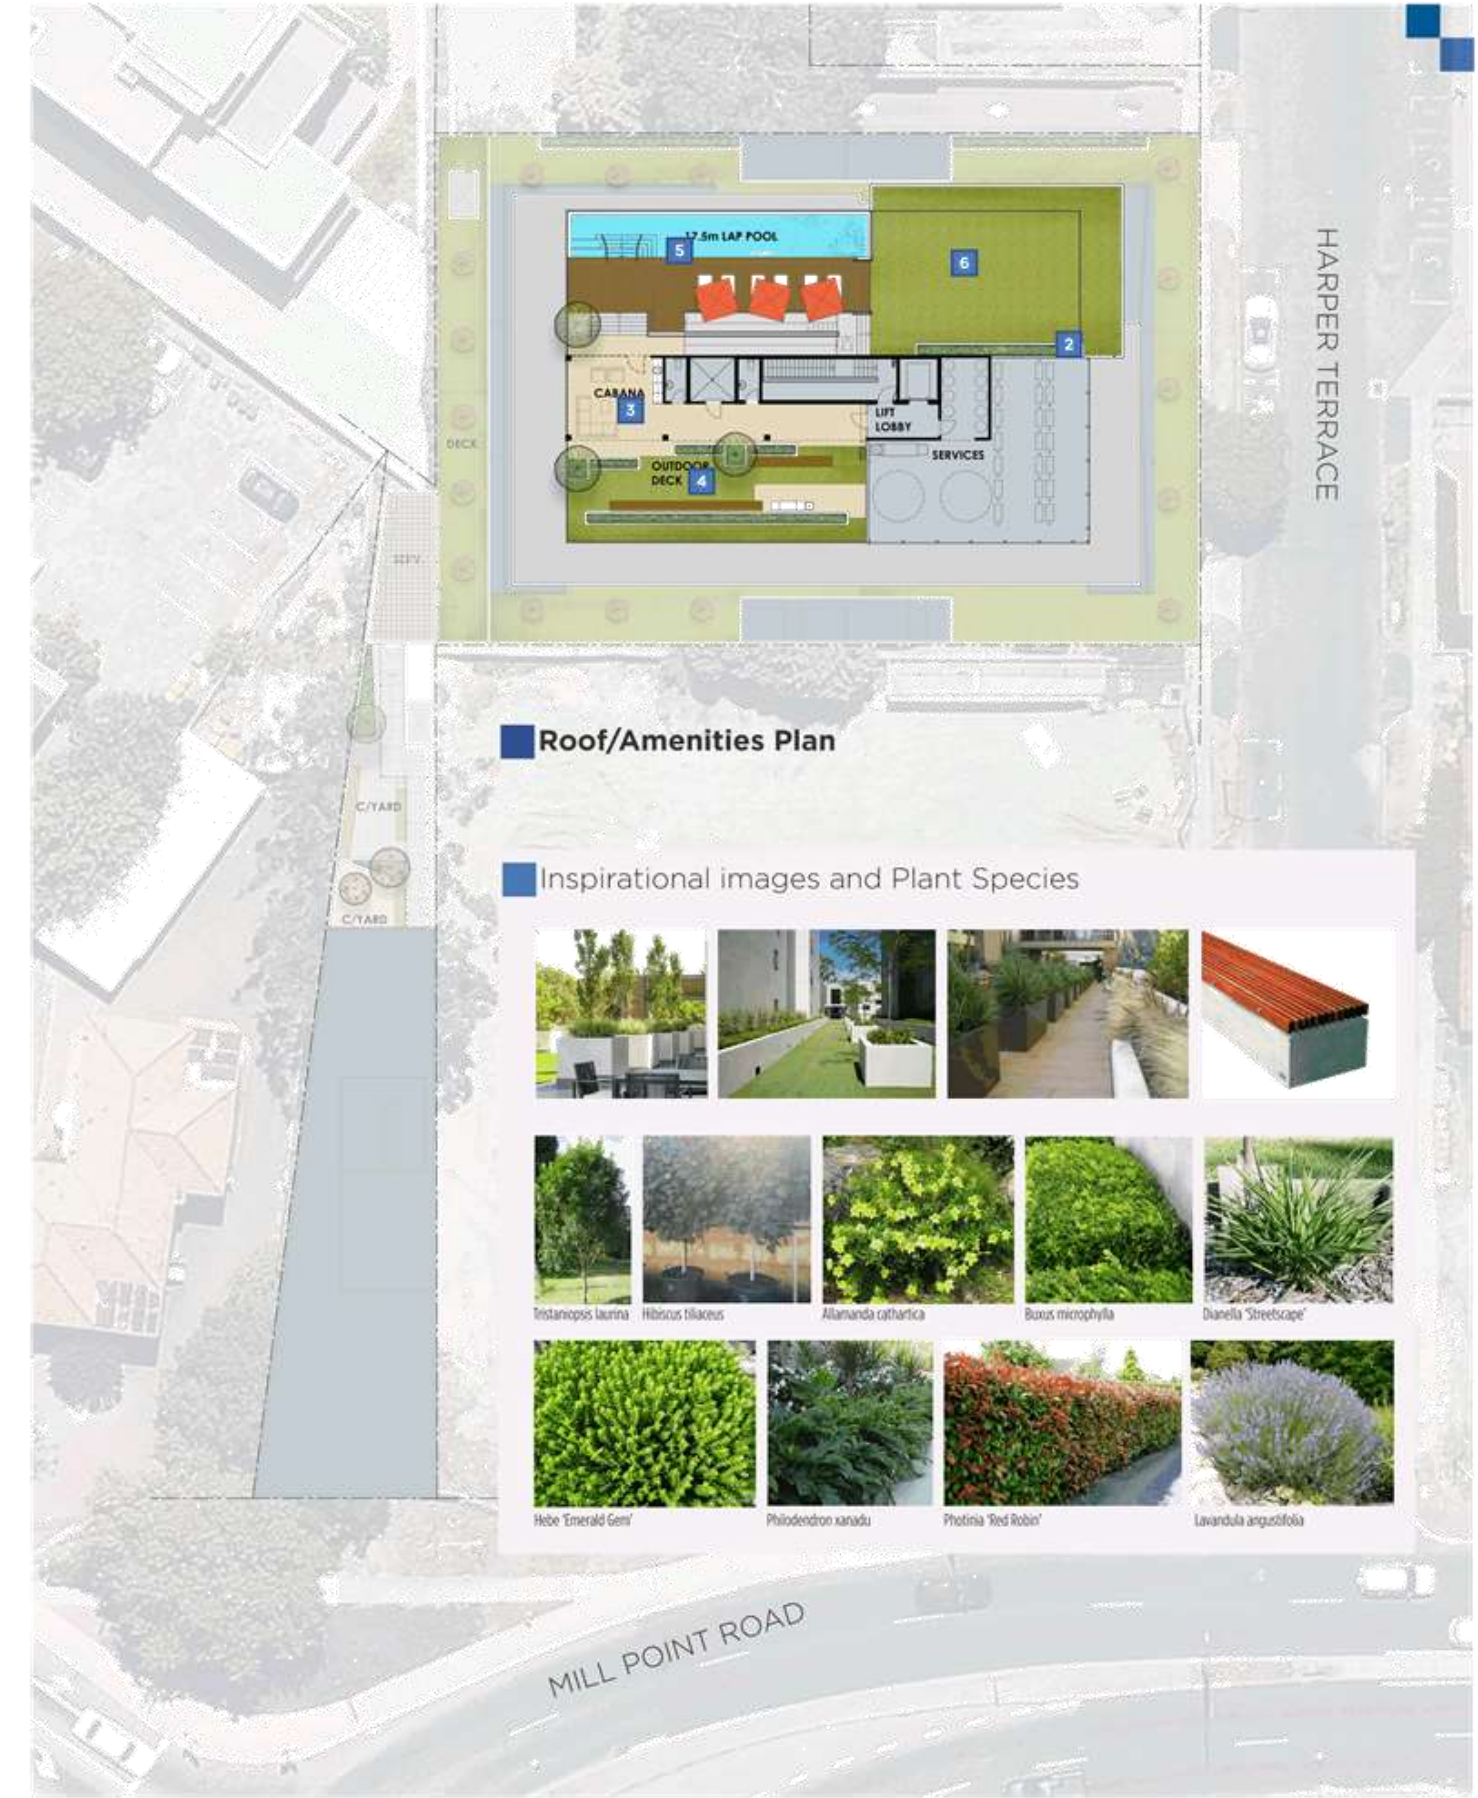 17.5m LAP POOL
5
6
2
HARPER TERRACE
CABANA
3
LIFT
LOBBY
SERVICES
OUTDOOR
DECK
4
DECK
SERV.
Roof/Amenities Plan
C/YARD
C/YARD
Inspirational images and Plant Species
Tristaniopsis laurina
Hibiscus tiliaceus
Allamanda cathartica
Buxus microphylla
Dianella 'Streetscape'
Hebe 'Emerald Gem'
Philodendron xanadu
Photinia 'Red Robin'
Lavandula angustifolia
MILL POINT ROAD